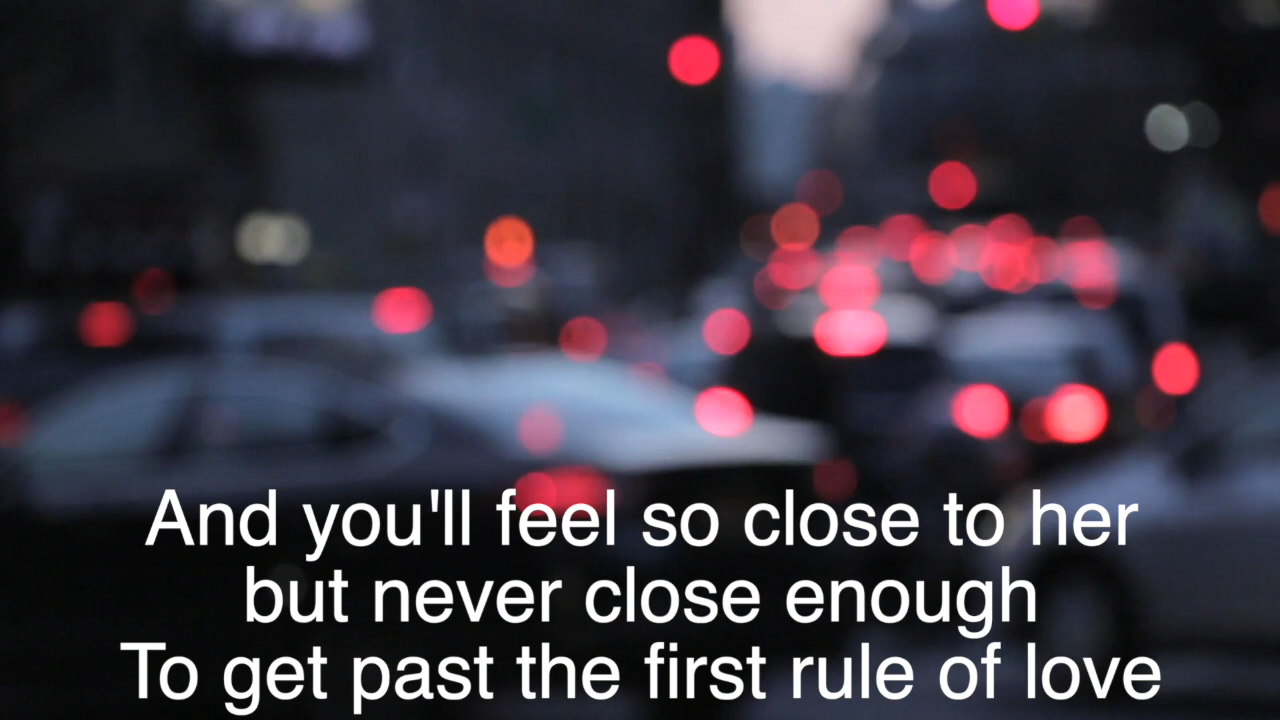 And you'll feel so close to her
but never close enough
To get past the first rule of love